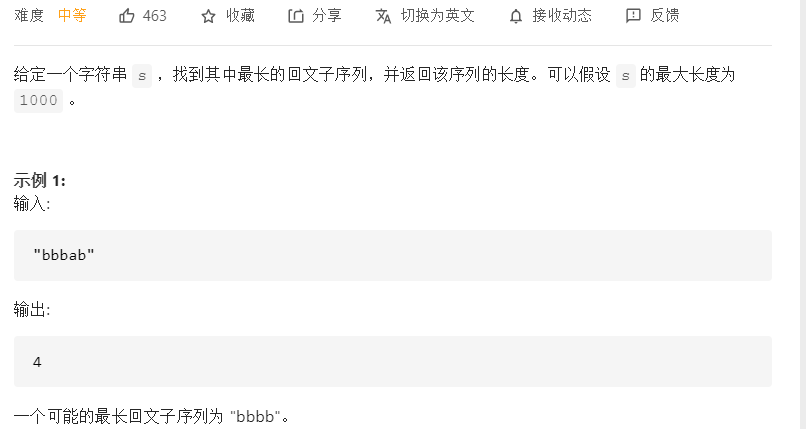 难度 中等 463 收藏 分享 切换为英文 接收动态 反馈
给定一个字符串 s ，找到其中最长的回文子序列，并返回该序列的长度。可以假设 s 的最大长度为
1000 。
示例 1:
输入:
"bbbab"
输出:
4
一个可能的最长回文子序列为 "bbbb"。